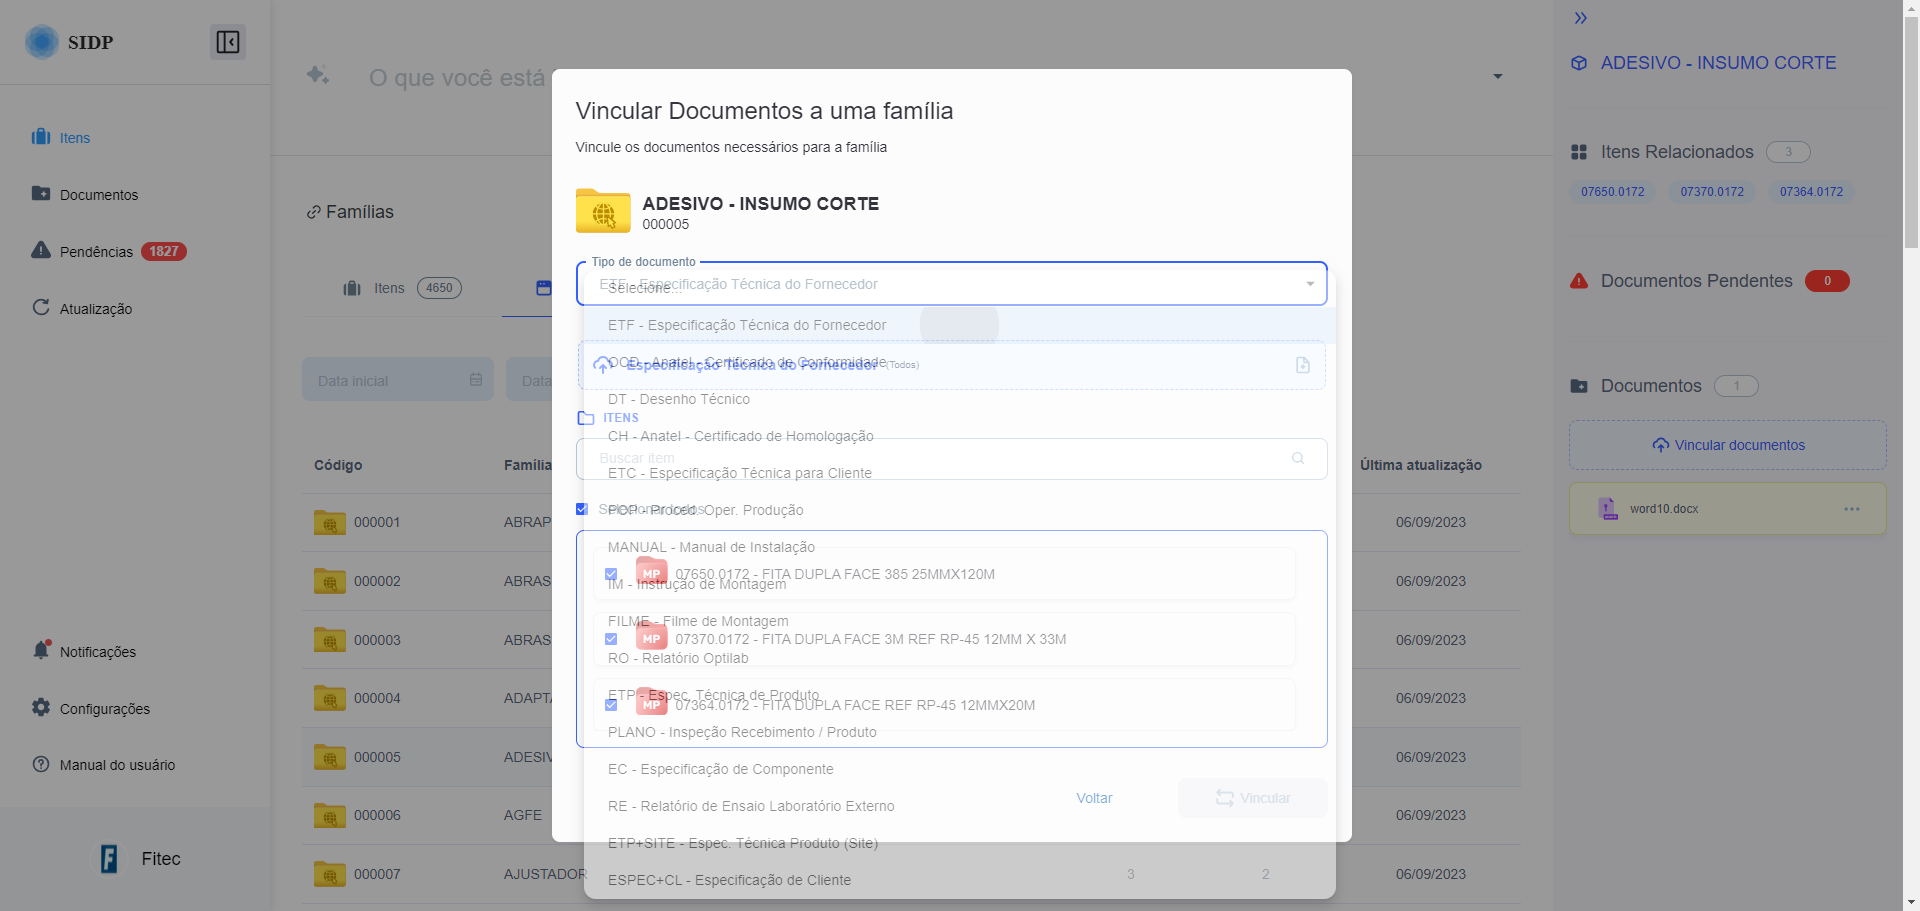 SIDP
Itens
Documentos
Pendências 1827
Atualização
Notificações
Configurações
Manual do usuário
Fitec
O que você está
Famílias
Itens 4650
Data inicial
Data
Código
Família
Última atualização
000001 ABRAP 06/09/2023
000002 ABRAS 06/09/2023
000003 ABRAS 06/09/2023
000004 ADAPTA 06/09/2023
000005 ADESIV 06/09/2023
000006 AGFE 06/09/2023
000007 AJUSTADOR 3 2 06/09/2023
Vincular Documentos a uma família
Vincule os documentos necessários para a família
ADESIVO - INSUMO CORTE
000005
Tipo de documento
ETF - Especificação Técnica do Fornecedor
Selecione...
ETF - Especificação Técnica do Fornecedor
OCD - Anatel - Certificado de Conformidade
Especificação Técnica do Fornecedor (Todos)
DT - Desenho Técnico
ITENS
CH - Anatel - Certificado de Homologação
Buscar item
ETC - Especificação Técnica para Cliente
Selecionar todos
POP - Proced. Oper. Produção
MANUAL - Manual de Instalação
MP 07650.0172 - FITA DUPLA FACE 385 25MMX120M
IM - Instrução de Montagem
FILME - Filme de Montagem
MP 07370.0172 - FITA DUPLA FACE 3M REF RP-45 12MM X 33M
RO - Relatório Optilab
ETP - Espec. Técnica de Produto
MP 07364.0172 - FITA DUPLA FACE REF RP-45 12MMX20M
PLANO - Inspeção Recebimento / Produto
EC - Especificação de Componente
Voltar
Vincular
RE - Relatório de Ensaio Laboratório Externo
ETP+SITE - Espec. Técnica Produto (Site)
ESPEC+CL - Especificação de Cliente
ADESIVO - INSUMO CORTE
Itens Relacionados 3
07650.0172 07370.0172 07364.0172
Documentos Pendentes 0
Documentos 1
Vincular documentos
word10.docx